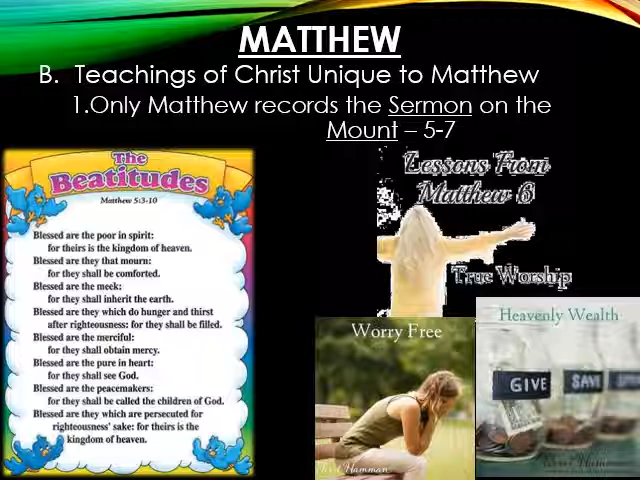 MATTHEW
B. Teachings of Christ Unique to Matthew
1.Only Matthew records the Sermon on the
Mount – 5-7
The
Beatitudes
Matthew 5:3-10
Blessed are the poor in spirit:
for theirs is the kingdom of heaven.
Blessed are they that mourn:
for they shall be comforted.
Blessed are the meek:
for they shall inherit the earth.
Blessed are they which do hunger and thirst
after righteousness: for they shall be filled.
Blessed are the merciful:
for they shall obtain mercy.
Blessed are the pure in heart:
for they shall see God.
Blessed are the peacemakers:
for they shall be called the children of God.
Blessed are they which are persecuted for
righteousness' sake: for theirs is the
kingdom of heaven.
Lessons From
Matthew 6
True Worship
Worry Free
Heavenly Wealth
GIVE
SAVE